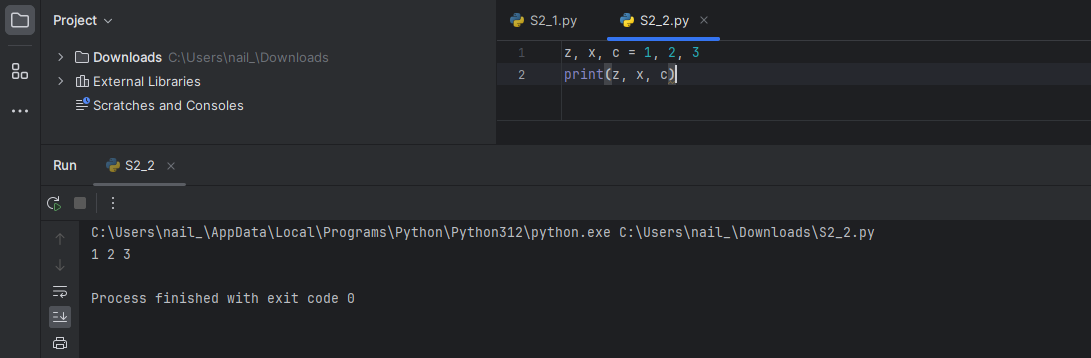 Project
Downloads C:\Users\nail_\Downloads
External Libraries
Scratches and Consoles
S2_1.py S2_2.py
1 z, x, c = 1, 2, 3
2 print(z, x, c)
Run S2_2
C:\Users\nail_\AppData\Local\Programs\Python\Python312\python.exe C:\Users\nail_\Downloads\S2_2.py
1 2 3
Process finished with exit code 0